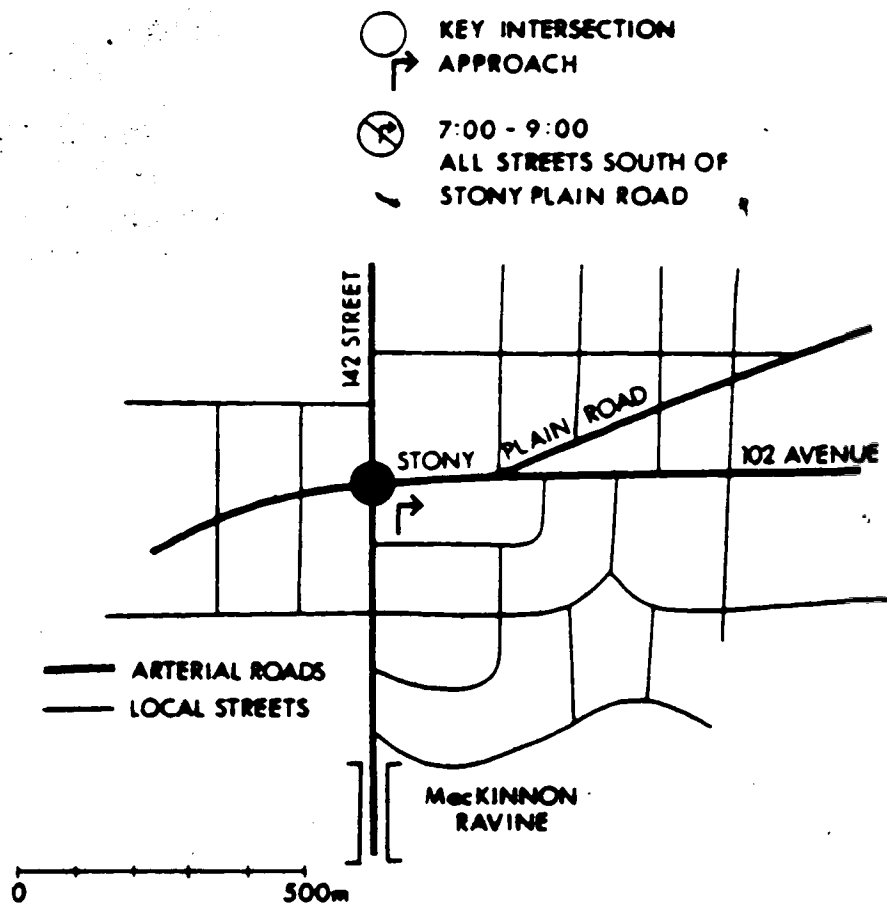 KEY INTERSECTION
APPROACH
7:00 - 9:00
ALL STREETS SOUTH OF
STONY PLAIN ROAD
142 STREET
STONY PLAIN ROAD
102 AVENUE
ARTERIAL ROADS
LOCAL STREETS
MacKINNON
RAVINE
0 500m